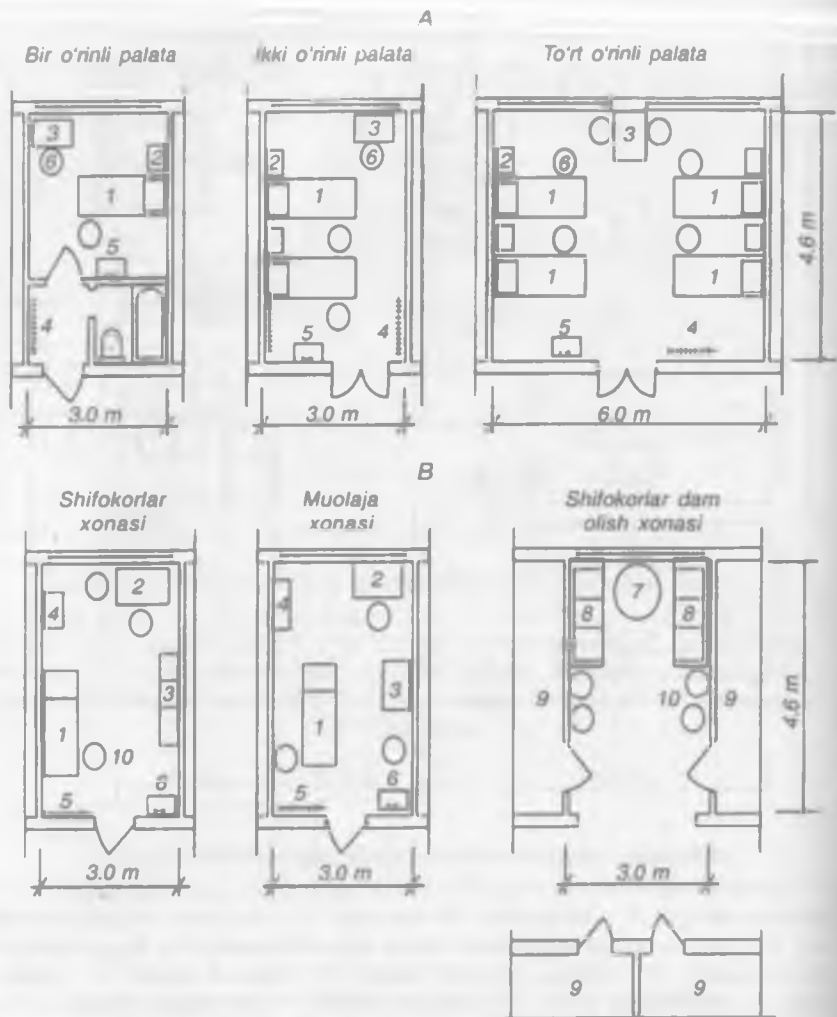 A
Bir o'rinli palata
Ikki o'rinli palata
To'rt o'rinli palata
3
6
2
1
5
4
3.0 m
3
6
2
1
5
4
3.0 m
3
2
6
1
1
1
1
5
4
6.0 m
4,6 m
B
Shifokorlar
xonasi
Muolaja
xonasi
Shifokorlar dam
olish xonasi
2
4
3
1
10
5
6
3.0 m
2
4
3
1
5
6
3.0 m
7
8
8
9
10
9
3.0 m
4,6 m
9
9